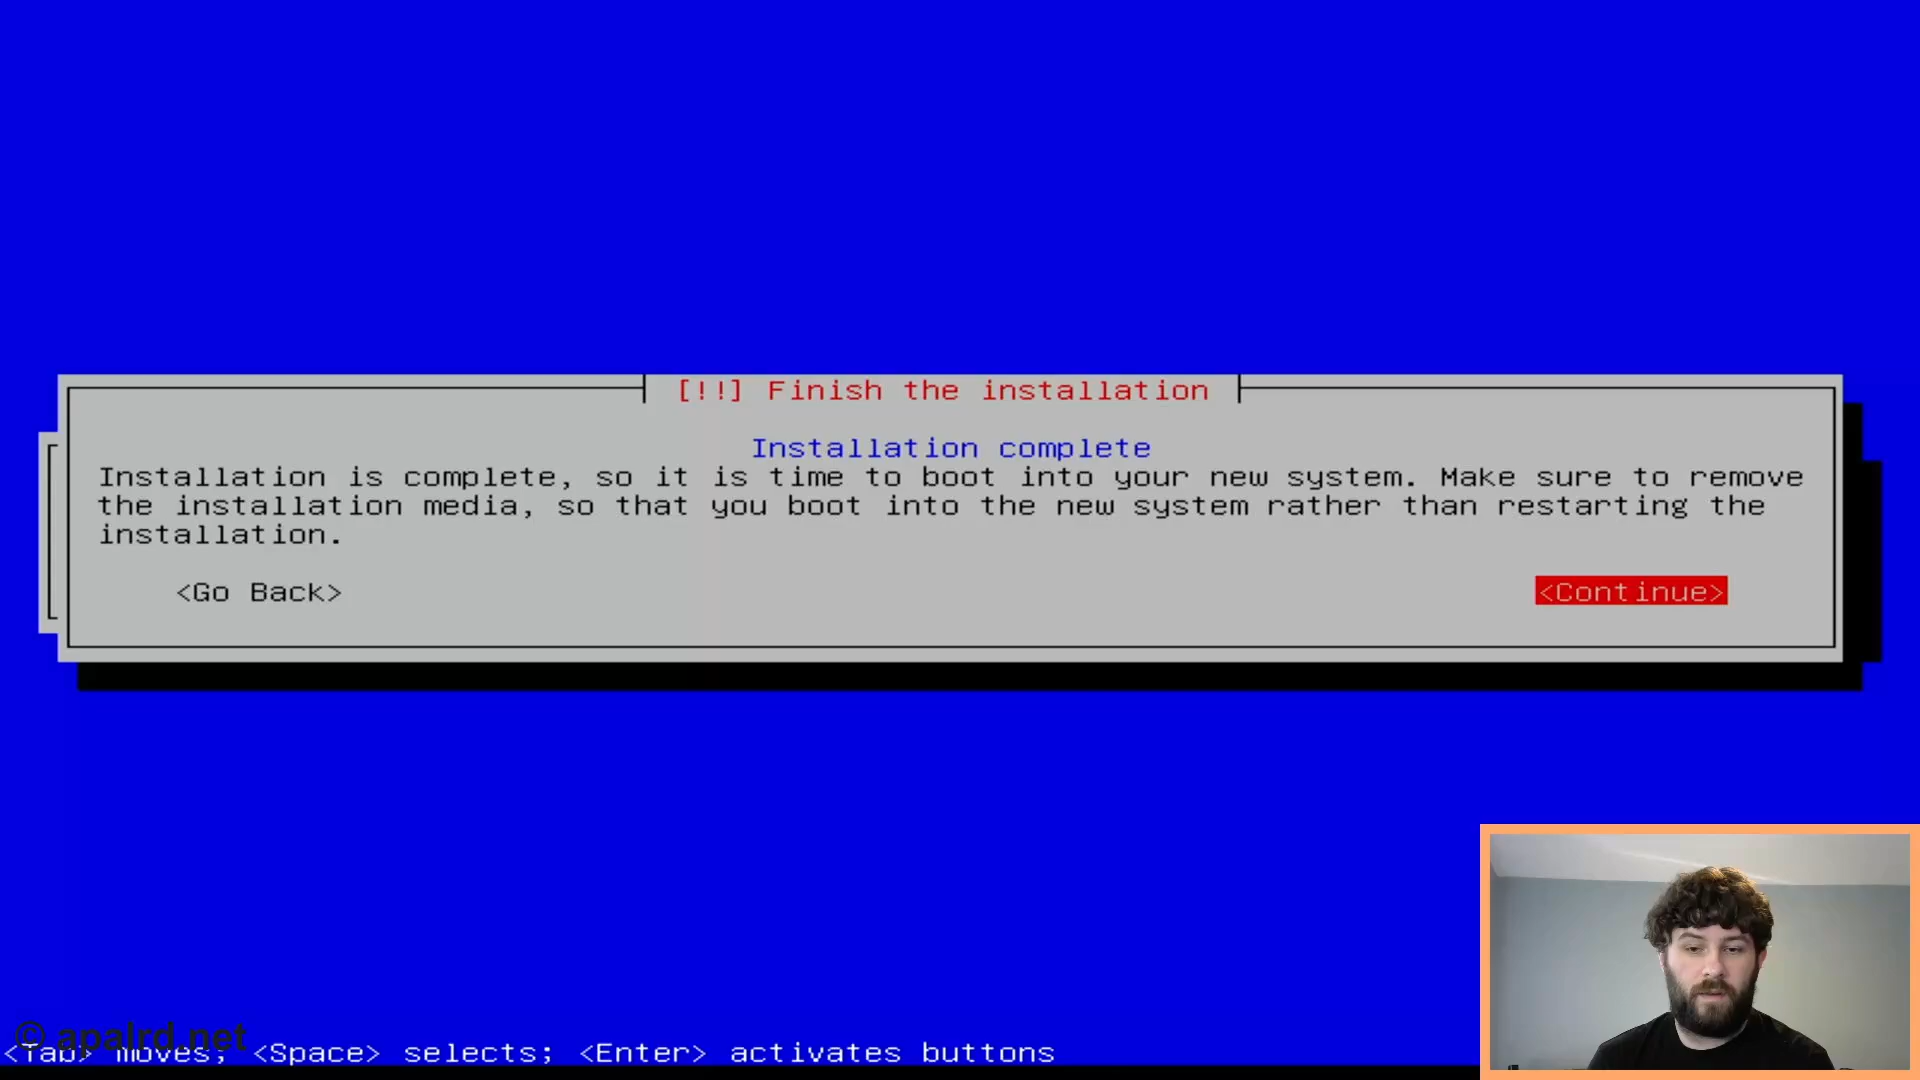 [!!] Finish the installation
Installation complete
Installation is complete, so it is time to boot into your new system. Make sure to remove
the installation media, so that you boot into the new system rather than restarting the
installation.
<Go Back>
<Continue>
© apalrd.net
<Tab> moves; <Space> selects; <Enter> activates buttons